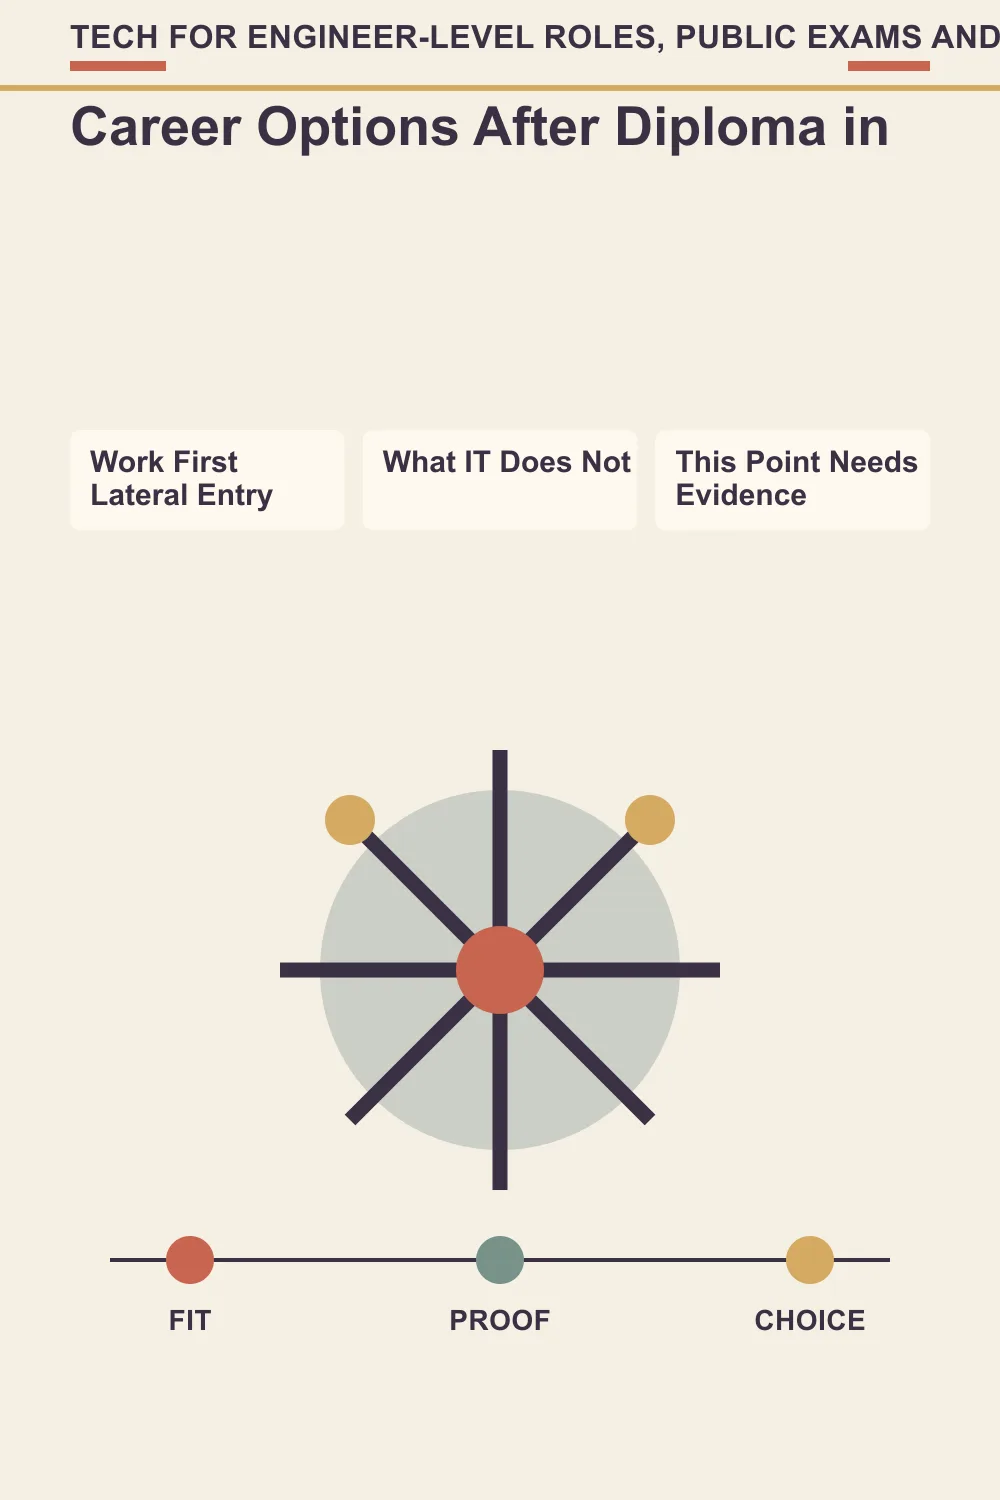 TECH FOR ENGINEER-LEVEL ROLES, PUBLIC EXAMS AND
Career Options After Diploma in
Work First
Lateral Entry
What IT Does Not
This Point Needs
Evidence
FIT
PROOF
CHOICE